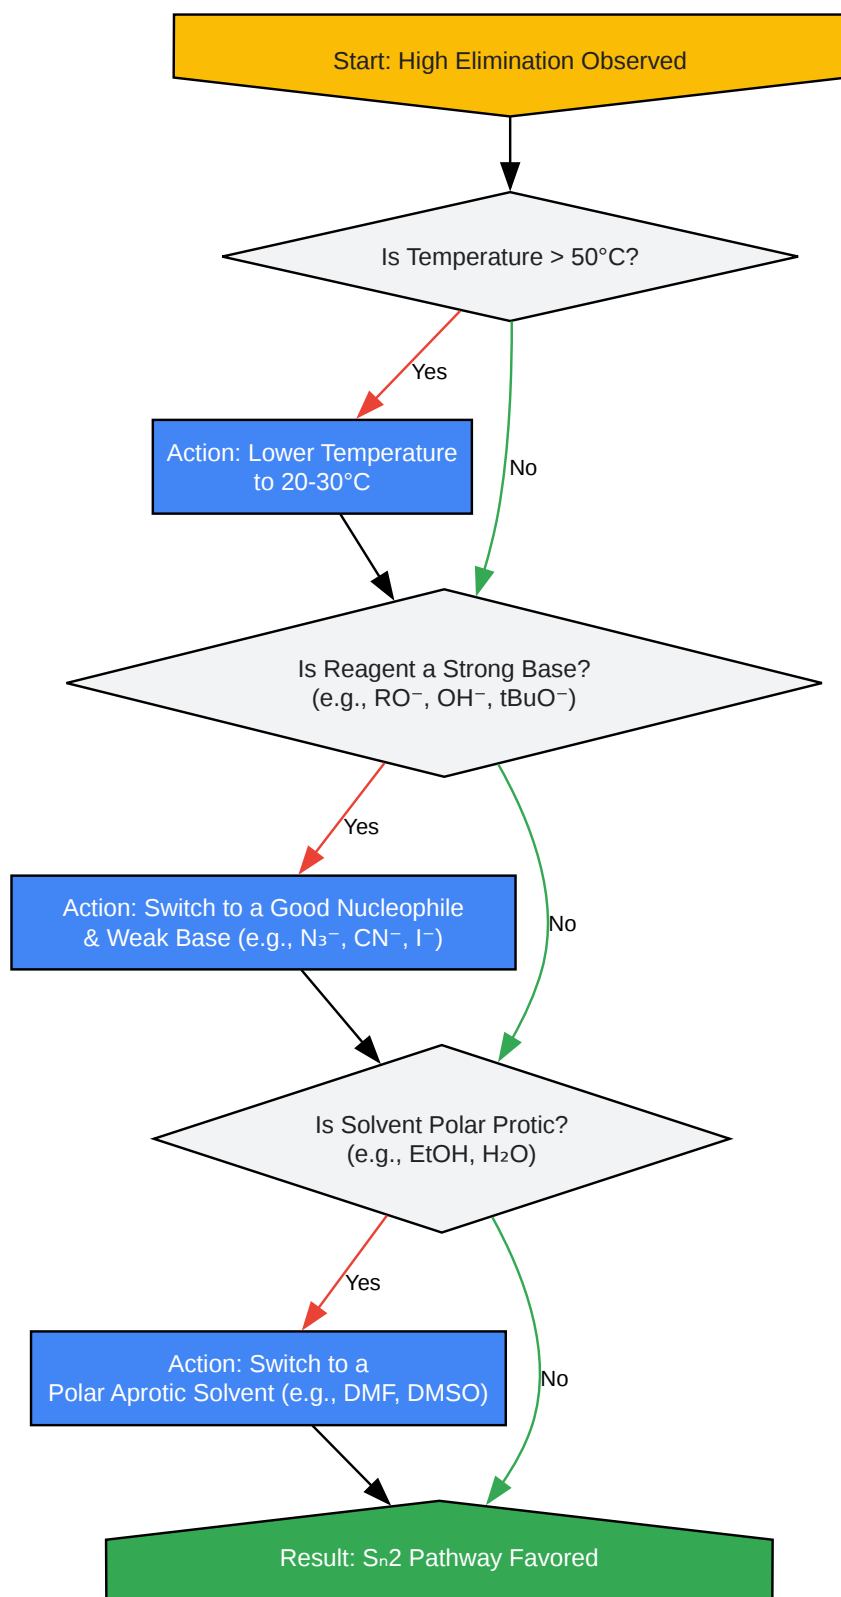 Start: High Elimination Observed
Is Temperature > 50°C?
Yes
Action: Lower Temperature
to 20-30°C
No
Is Reagent a Strong Base?
(e.g., RO⁻, OH⁻, tBuO⁻)
Yes
Action: Switch to a Good Nucleophile
& Weak Base (e.g., N₃⁻, CN⁻, I⁻)
No
Is Solvent Polar Protic?
(e.g., EtOH, H₂O)
Yes
Action: Switch to a
Polar Aprotic Solvent (e.g., DMF, DMSO)
No
Result: Sₙ2 Pathway Favored